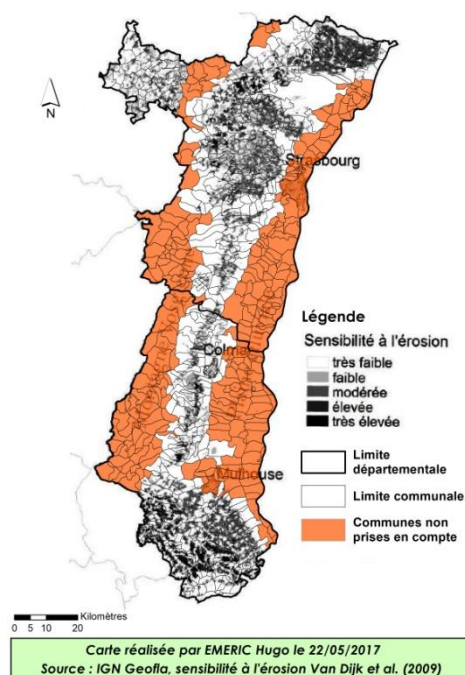 N
Strasbourg
Légende
Sensibilité à l'érosion
très faible
faible
modérée
élevée
très élevée
Colmar
Limite
départementale
Limite communale
Mulhouse
Communes non
prises en compte
Kilomètres
0 5 10 20
Carte réalisée par EMERIC Hugo le 22/05/2017
Source : IGN Geofla, sensibilité à l'érosion Van Dijk et al. (2009)